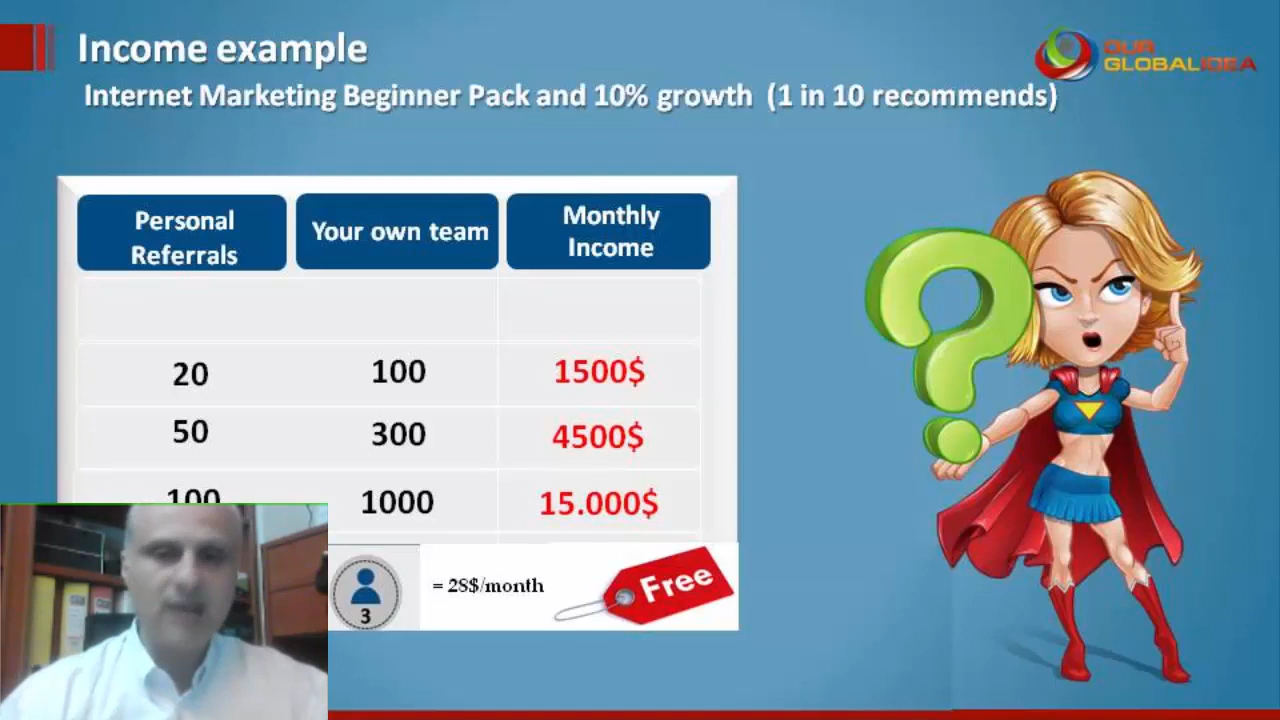 Income example
OUR
GLOBALIDEA
Internet Marketing Beginner Pack and 10% growth (1 in 10 recommends)
Personal
Referrals
Your own team
Monthly
Income
20
100
1500$
50
300
4500$
100
1000
15.000$
3
= 28$/month
Free